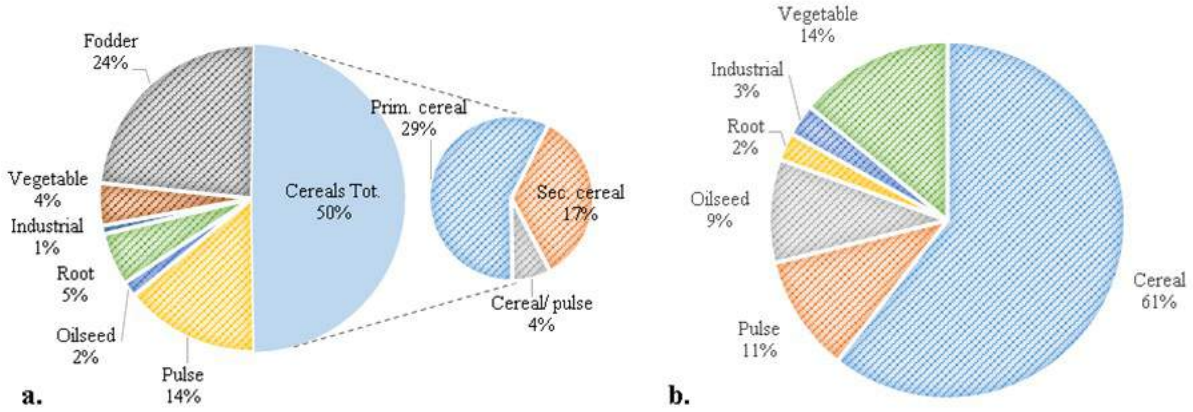 Fodder
24%
Vegetable
4%
Industrial
1%
Root
5%
Oilseed
2%
Pulse
14%
Cereals Tot.
50%
Prim. cereal
29%
Sec. cereal
17%
Cereal/ pulse
4%
a.
Vegetable
14%
Industrial
3%
Root
2%
Oilseed
9%
Pulse
11%
Cereal
61%
b.